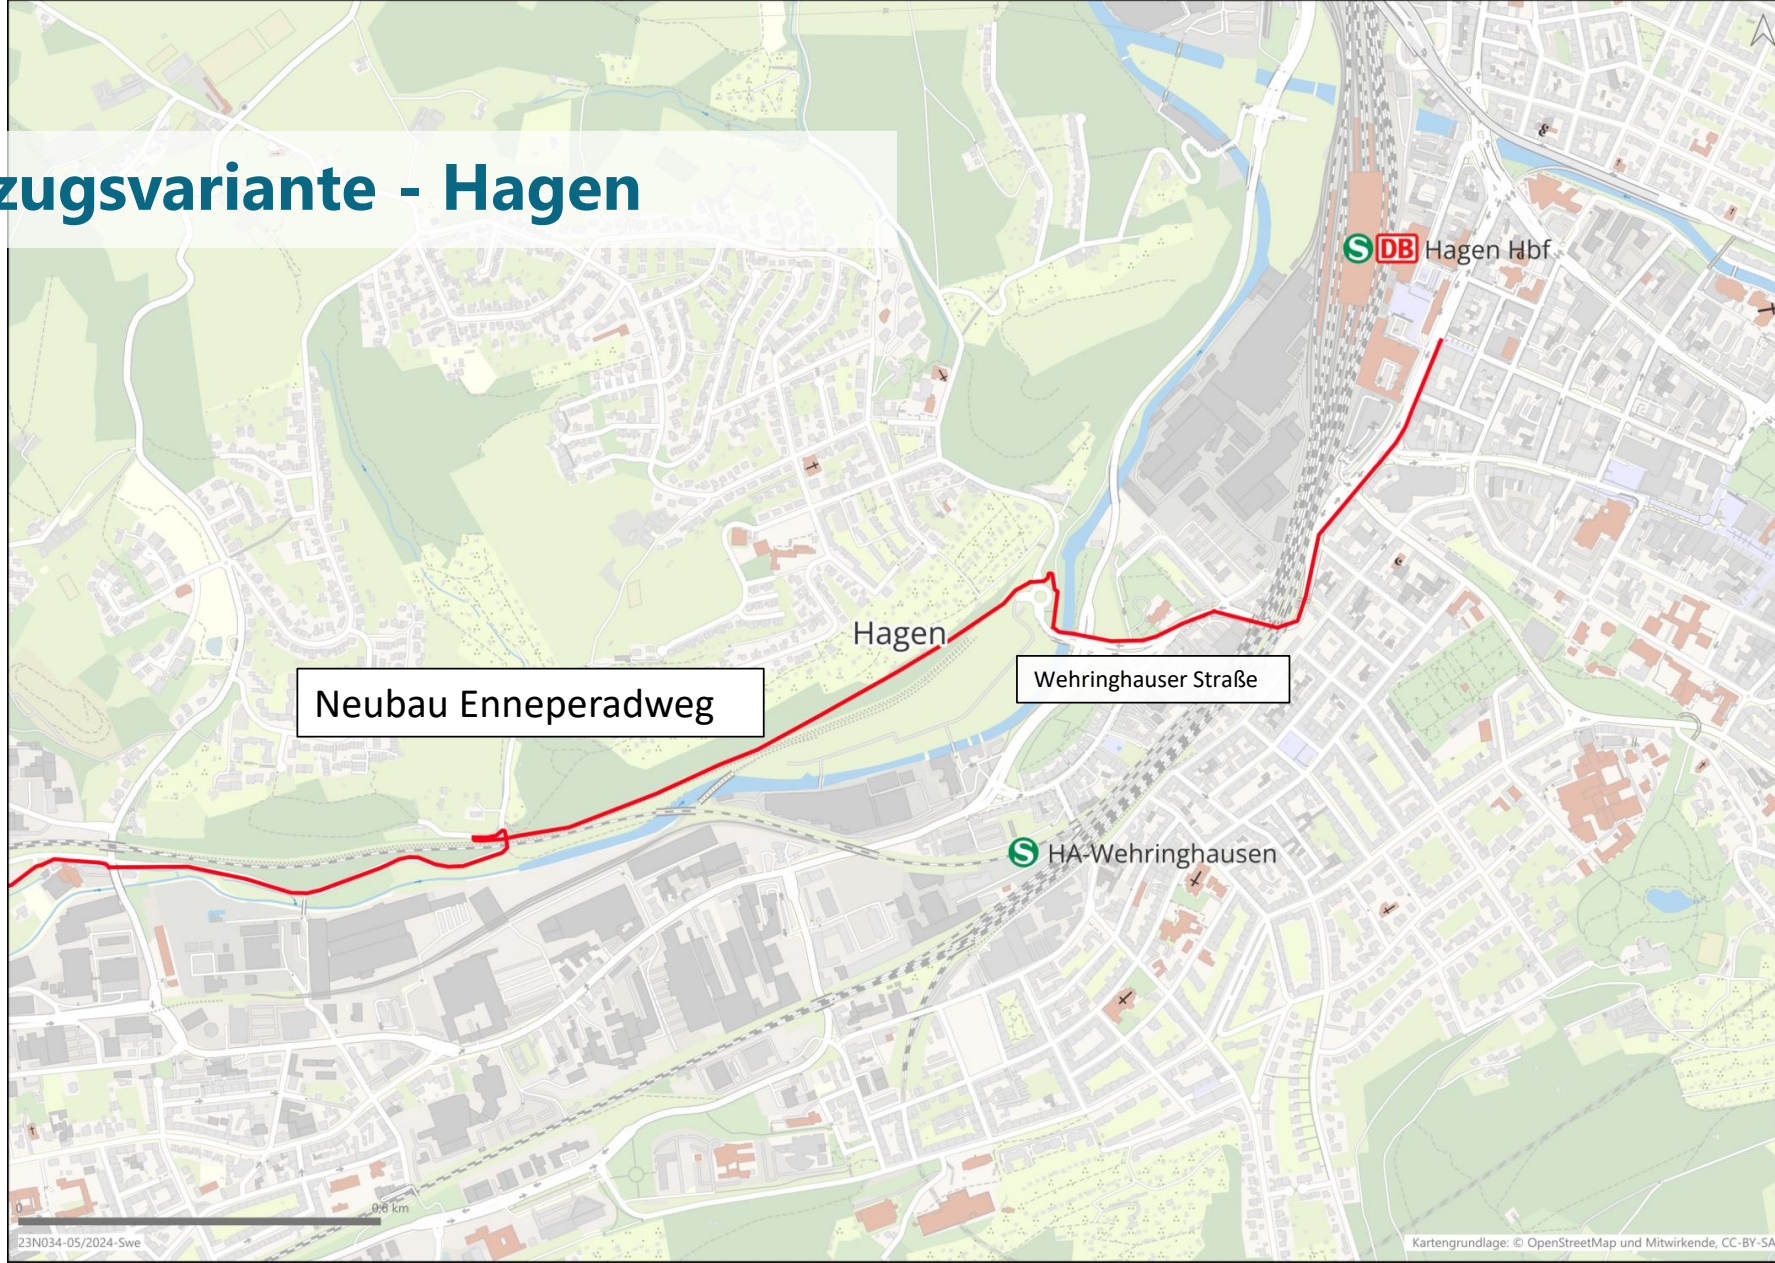 zugsvariante - Hagen
S DB Hagen Hbf
Hagen
Neubau Enneperadweg
Wehringhauser Straße
S HA-Wehringhausen
0 0,6 km
23N034-05/2024-Swe
Kartengrundlage: © OpenStreetMap und Mitwirkende, CC-BY-SA